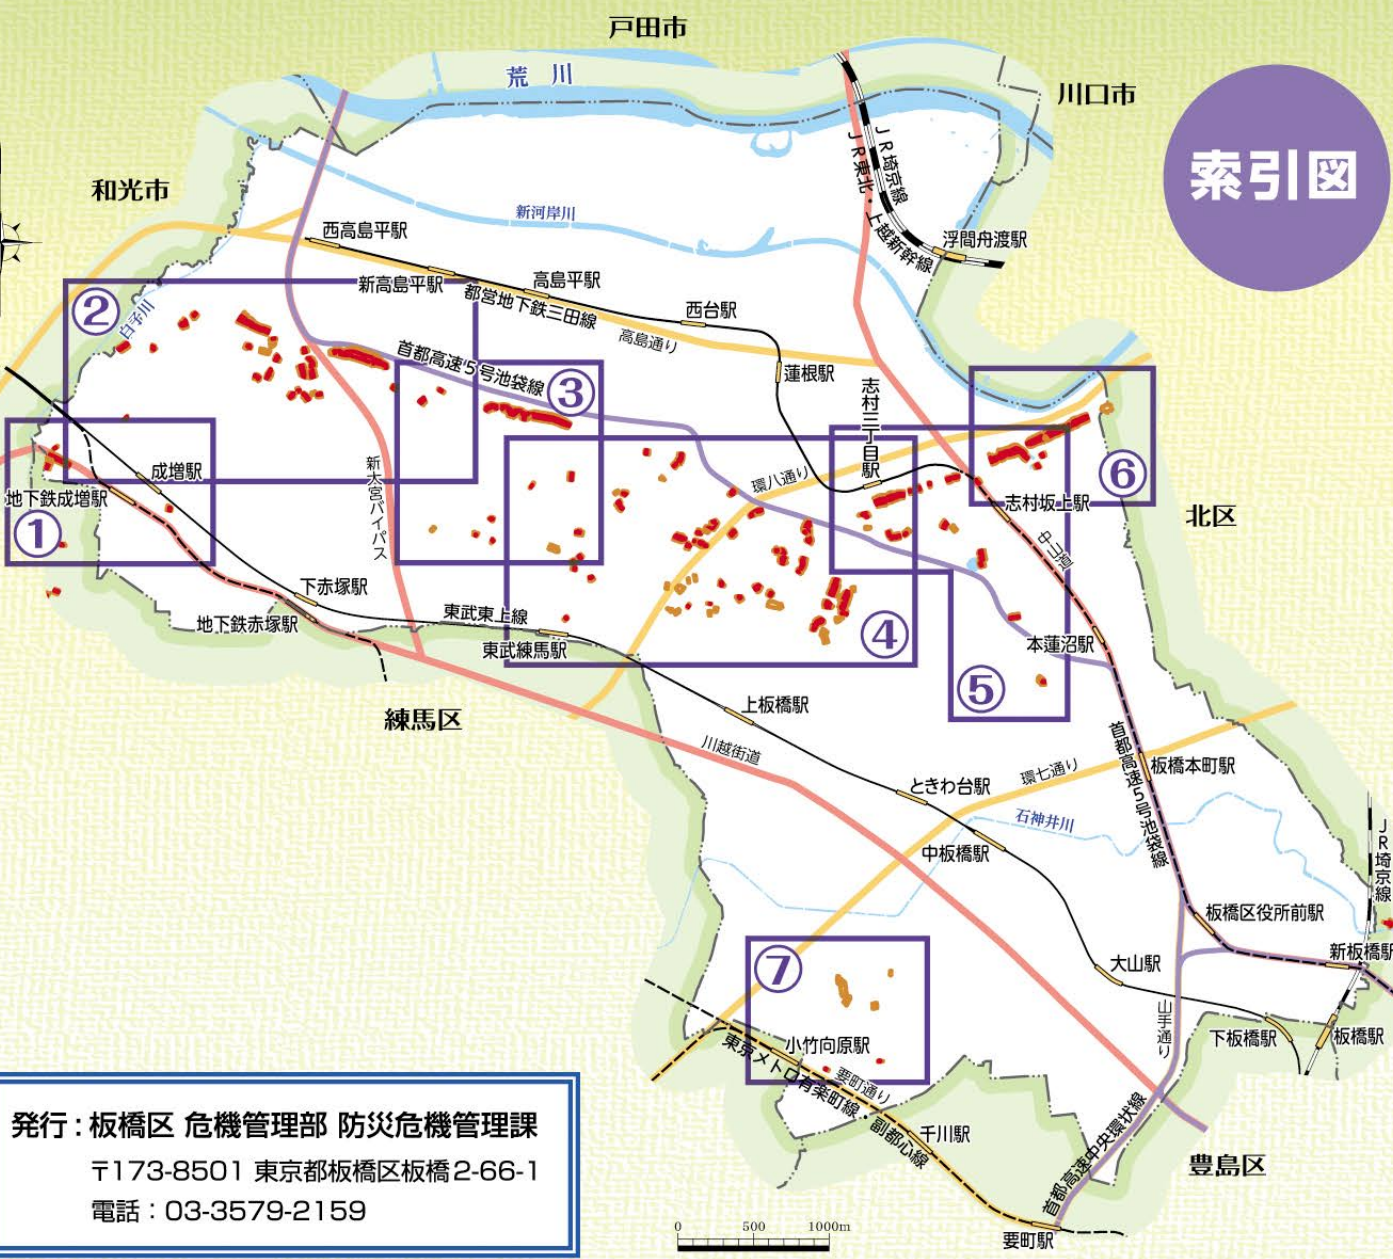 戸田市
荒川
川口市
索引図
JR埼京線
JR東北・上越新幹線
和光市
新河岸川
浮間舟渡駅
西高島平駅
新高島平駅
高島平駅
都営地下鉄三田線
西台駅
高島通り
②
白子川
首都高速5号池袋線
③
蓮根駅
志村三丁目駅
⑥
成増駅
地下鉄成増駅
①
新大宮バイパス
環八通り
志村坂上駅
北区
中山道
下赤塚駅
地下鉄赤塚駅
東武東上線
東武練馬駅
④
本蓮沼駅
⑤
練馬区
上板橋駅
川越街道
首都高速5号池袋線
板橋本町駅
ときわ台駅
環七通り
石神井川
中板橋駅
JR埼京線
板橋区役所前駅
新板橋駅
⑦
大山駅
山手通り
下板橋駅
板橋駅
小竹向原駅
東京メトロ有楽町線・副都心線
要町通り
千川駅
首都高速中央環状線
豊島区
要町駅
発行:板橋区 危機管理部 防災危機管理課
〒173-8501 東京都板橋区板橋2-66-1
電話:03-3579-2159
0 500 1000m